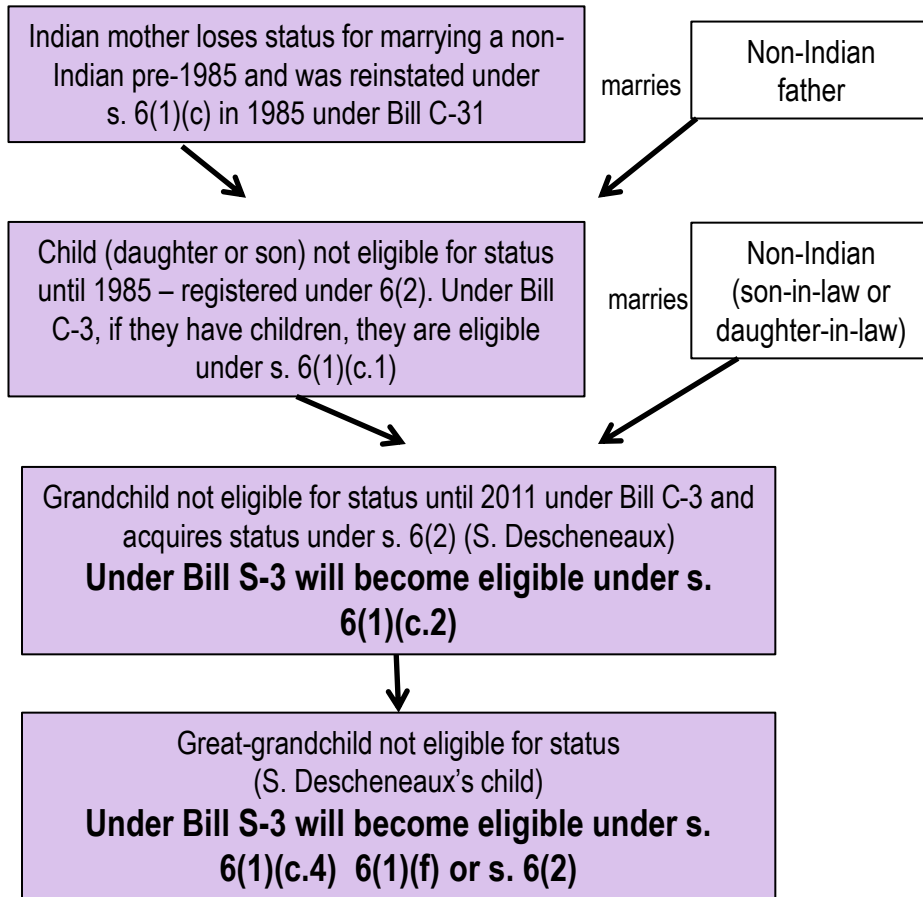 Indian mother loses status for marrying a non-
Indian pre-1985 and was reinstated under
s. 6(1)(c) in 1985 under Bill C-31
marries
Non-Indian
father
Child (daughter or son) not eligible for status
until 1985 – registered under 6(2). Under Bill
C-3, if they have children, they are eligible
under s. 6(1)(c.1)
marries
Non-Indian
(son-in-law or
daughter-in-law)
Grandchild not eligible for status until 2011 under Bill C-3 and
acquires status under s. 6(2) (S. Descheneaux)
Under Bill S-3 will become eligible under s.
6(1)(c.2)
Great-grandchild not eligible for status
(S. Descheneaux's child)
Under Bill S-3 will become eligible under s.
6(1)(c.4)  6(1)(f) or s. 6(2)